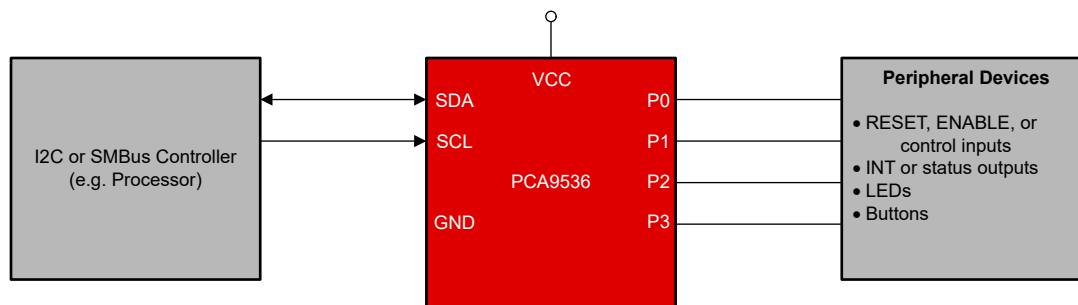 I2C or SMBus Controller
(e.g. Processor)
VCC
SDA
SCL
GND
PCA9536
P0
P1
P2
P3
Peripheral Devices
• RESET, ENABLE, or
control inputs
• INT or status outputs
• LEDs
• Buttons